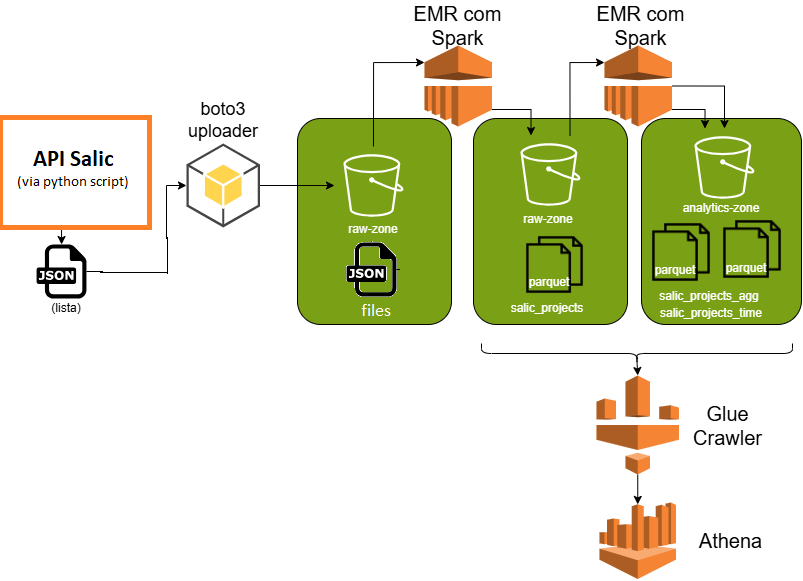 EMR com
Spark
EMR com
Spark
boto3
uploader
API Salic
(via python script)
JSON
(lista)
raw-zone
JSON
files
raw-zone
parquet
salic_projects
analytics-zone
parquet
parquet
salic_projects_agg
salic_projects_time
Glue
Crawler
Athena